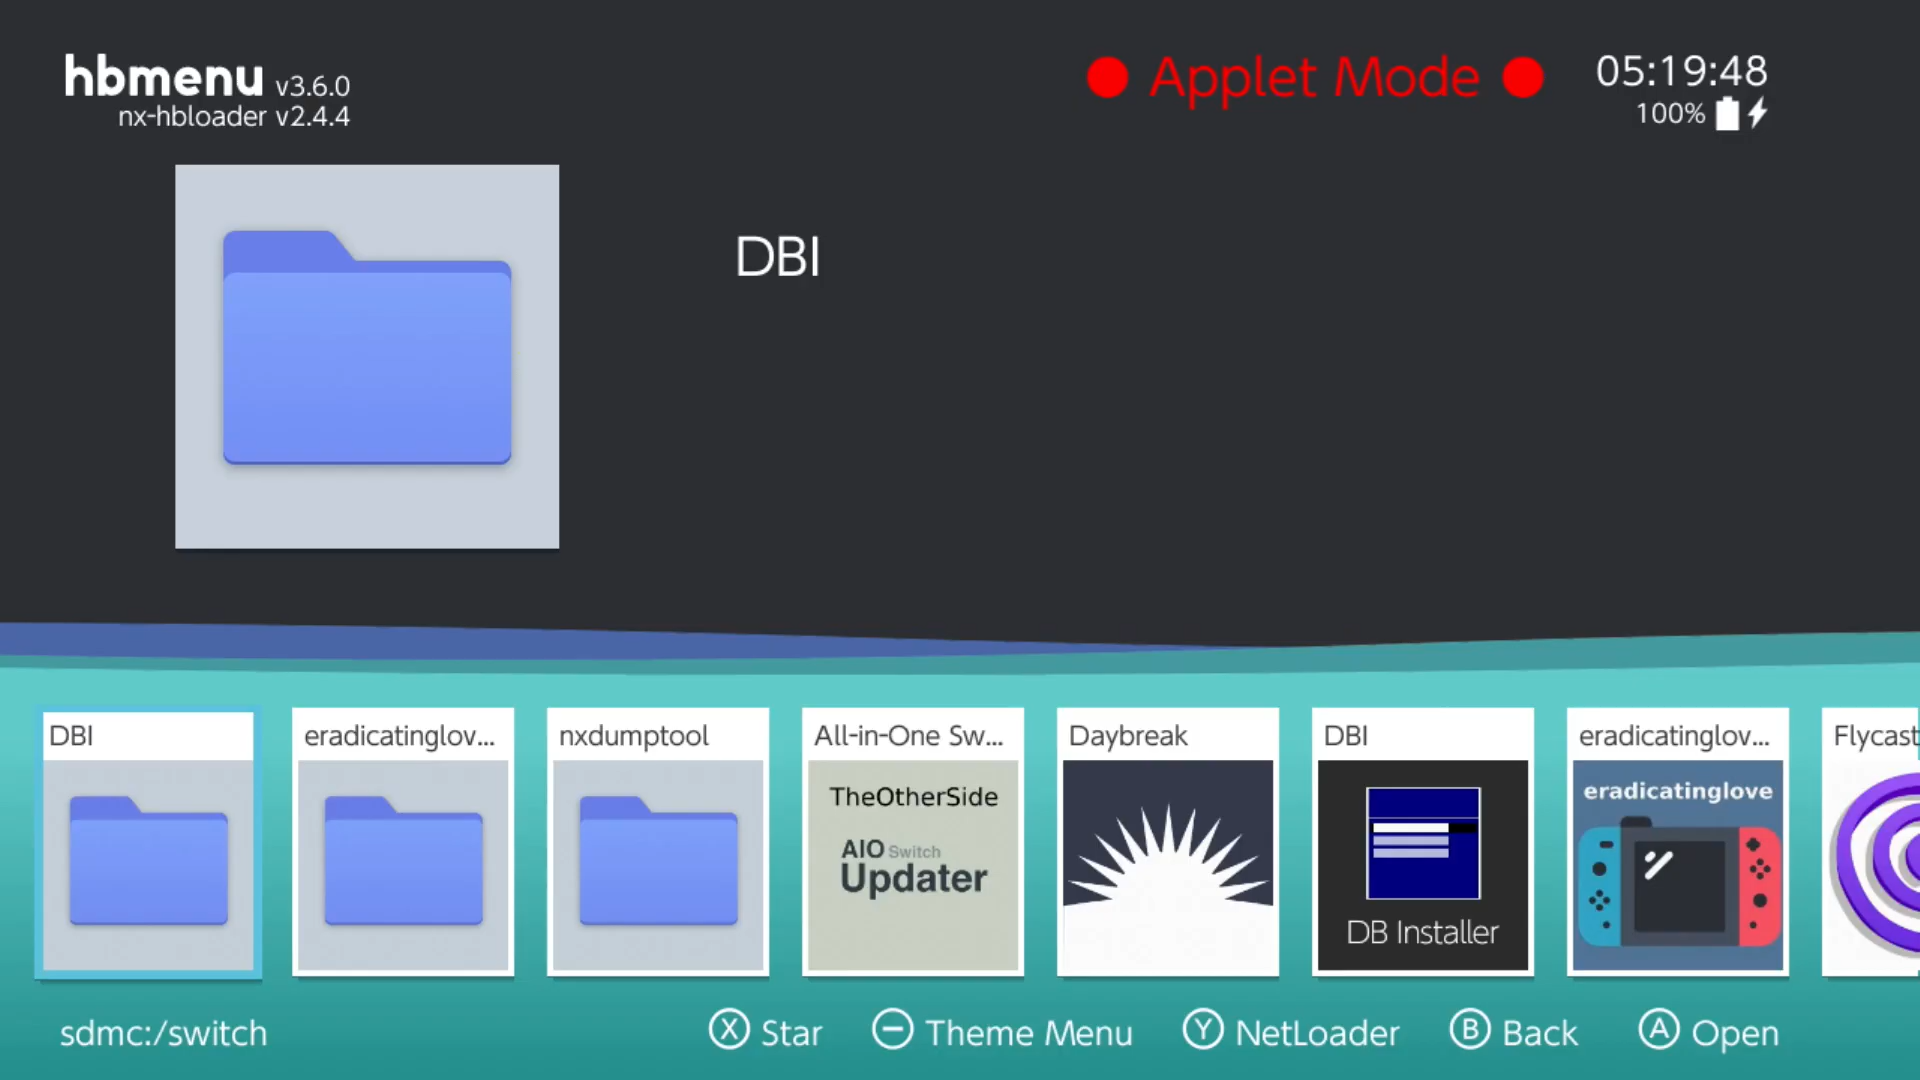 hbmenu v3.6.0
nx-hbloader v2.4.4
Applet Mode
05:19:48
100%
DBI
DBI
eradicatinglov...
nxdumptool
All-in-One Sw...
Daybreak
DBI
eradicatinglov...
Flycast
TheOtherSide
AIO Switch
Updater
DB Installer
eradicatinglove
sdmc:/switch
X Star
Theme Menu
Y NetLoader
B Back
A Open